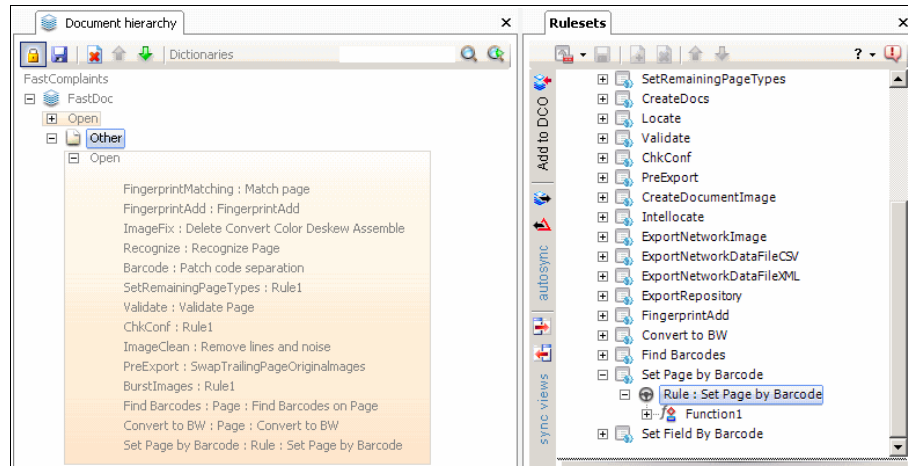 Document hierarchy
Dictionaries
FastComplaints
FastDoc
Open
Other
Open
FingerprintMatching : Match page
FingerprintAdd : FingerprintAdd
ImageFix : Delete Convert Color Deskew Assemble
Recognize : Recognize Page
Barcode : Patch code separation
SetRemainingPageTypes : Rule1
Validate : Validate Page
ChkConf : Rule1
ImageClean : Remove lines and noise
PreExport : SwapTrailingPageOriginalmages
BurstImages : Rule1
Find Barcodes : Page : Find Barcodes on Page
Convert to BW : Page : Convert to BW
Set Page by Barcode : Rule : Set Page by Barcode
Rulesets
Add to DCO
autosync
sync views
SetRemainingPageTypes
CreateDocs
Locate
Validate
ChkConf
PreExport
CreateDocumentImage
Intellocate
ExportNetworkImage
ExportNetworkDataFileCSV
ExportNetworkDataFileXML
ExportRepository
FingerprintAdd
Convert to BW
Find Barcodes
Set Page by Barcode
Rule : Set Page by Barcode
Function1
Set Field By Barcode